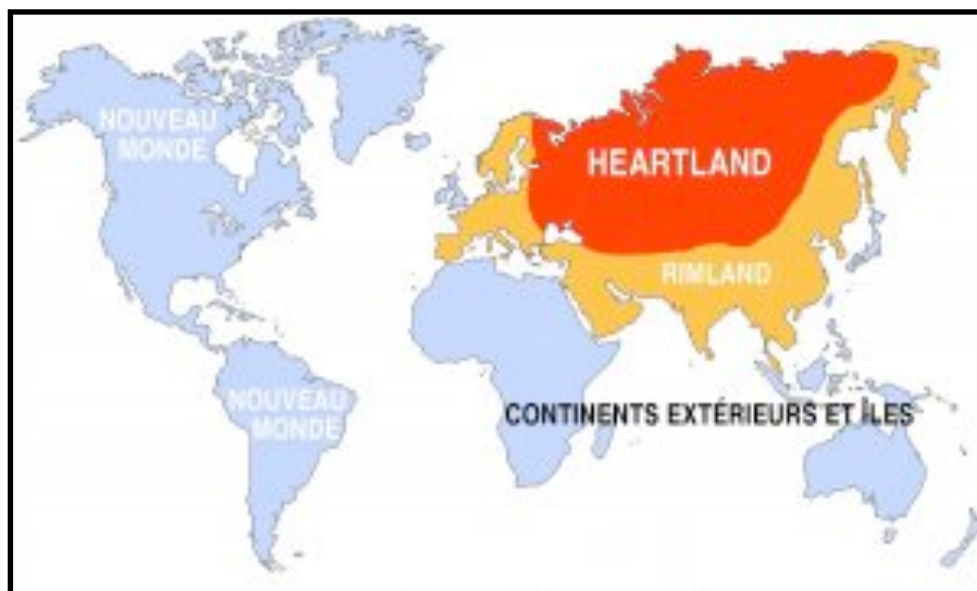 NOUVEAU
MONDE
HEARTLAND
RIMLAND
NOUVEAU
MONDE
CONTINENTS EXTÉRIEURS ET ÎLES